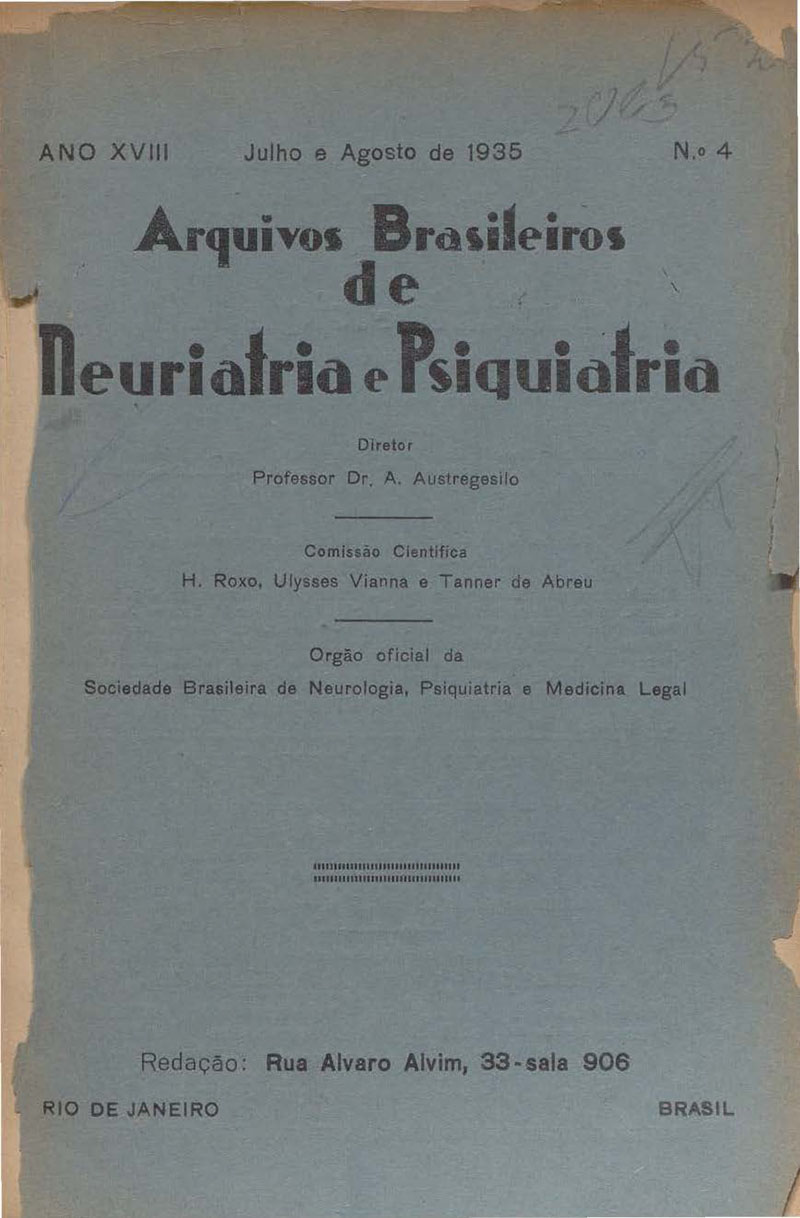 ANO XVIII Julho e Agosto de 1935 N.º 4
Arquivos Brasileiros
de
Neuriatria e Psiquiatria
Diretor
Professor Dr. A. Austregesilo
Comissão Cientifica
H. Roxo, Ulysses Vianna e Tanner de Abreu
Orgão oficial da
Sociedade Brasileira de Neurologia, Psiquiatria e Medicina Legal
Redação: Rua Alvaro Alvim, 33-sala 906
RIO DE JANEIRO BRASIL